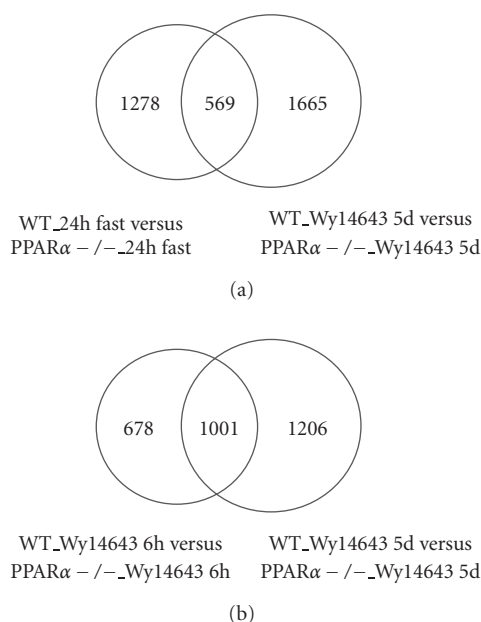 1278 569 1665
WT_24h fast versus WT_Wy14643 5d versus
PPARα −/−_24h fast PPARα −/−_Wy14643 5d
(a)
678 1001 1206
WT_Wy14643 6h versus WT_Wy14643 5d versus
PPARα −/−_Wy14643 6h PPARα −/−_Wy14643 5d
(b)